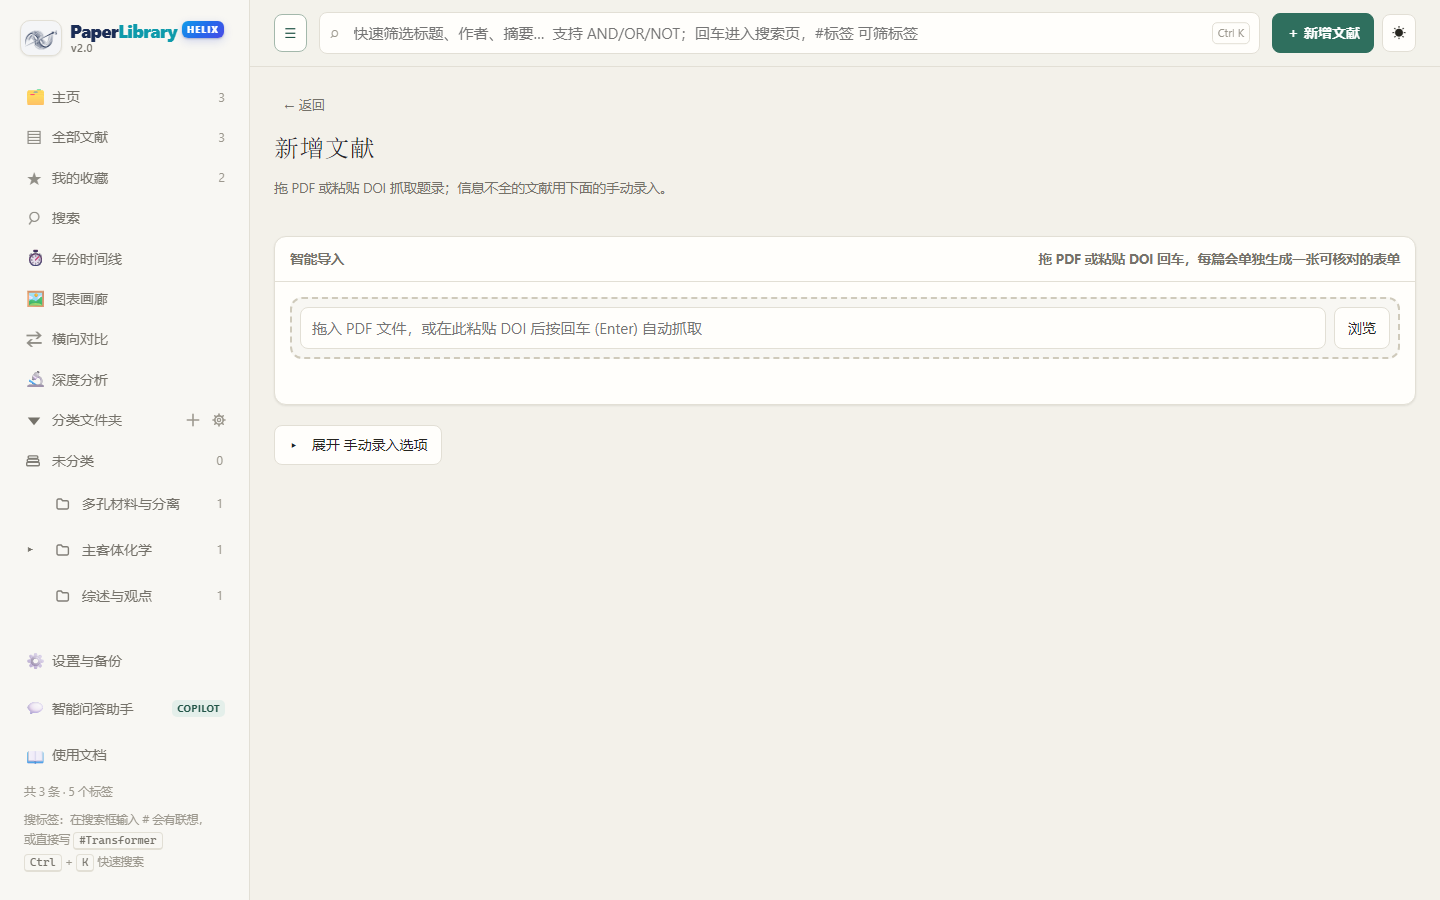 PaperLibrary HELIX
v2.0
主页 3
全部文献 3
我的收藏 2
搜索
年份时间线
图表画廊
横向对比
深度分析
分类文件夹
未分类 0
多孔材料与分离 1
主客体化学 1
综述与观点 1
设置与备份
智能问答助手 COPILOT
使用文档
共 3 条 · 5 个标签
搜标签：在搜索框输入 # 会有联想，
或直接写 #Transformer
Ctrl + K 快速搜索
快速筛选标题、作者、摘要... 支持 AND/OR/NOT；回车进入搜索页，#标签 可筛标签 Ctrl K
+ 新增文献
← 返回
新增文献
拖 PDF 或粘贴 DOI 抓取题录；信息不全的文献用下面的手动录入。
智能导入 拖 PDF 或粘贴 DOI 回车，每篇会单独生成一张可核对的表单
拖入 PDF 文件，或在此粘贴 DOI 后按回车 (Enter) 自动抓取 浏览
展开 手动录入选项